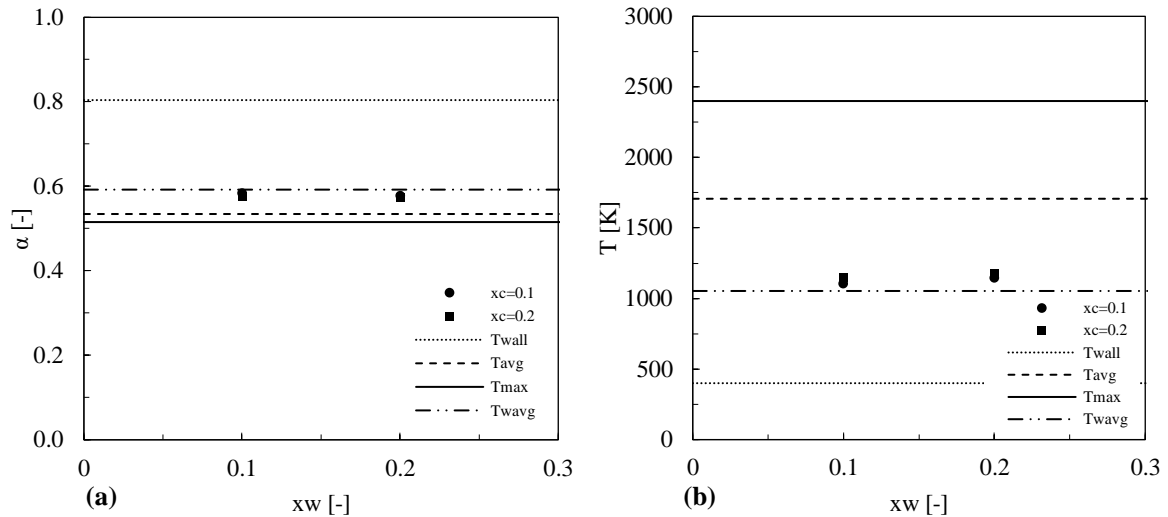 1.0
0.8
0.6
0.4
0.2
0.0
α [-]
xc=0.1
xc=0.2
Twall
Tavg
Tmax
Twavg
0
0.1
0.2
0.3
(a)
xw [-]
3000
2500
2000
1500
1000
500
0
T [K]
xc=0.1
xc=0.2
Twall
Tavg
Tmax
Twavg
0
0.1
0.2
0.3
(b)
xw [-]